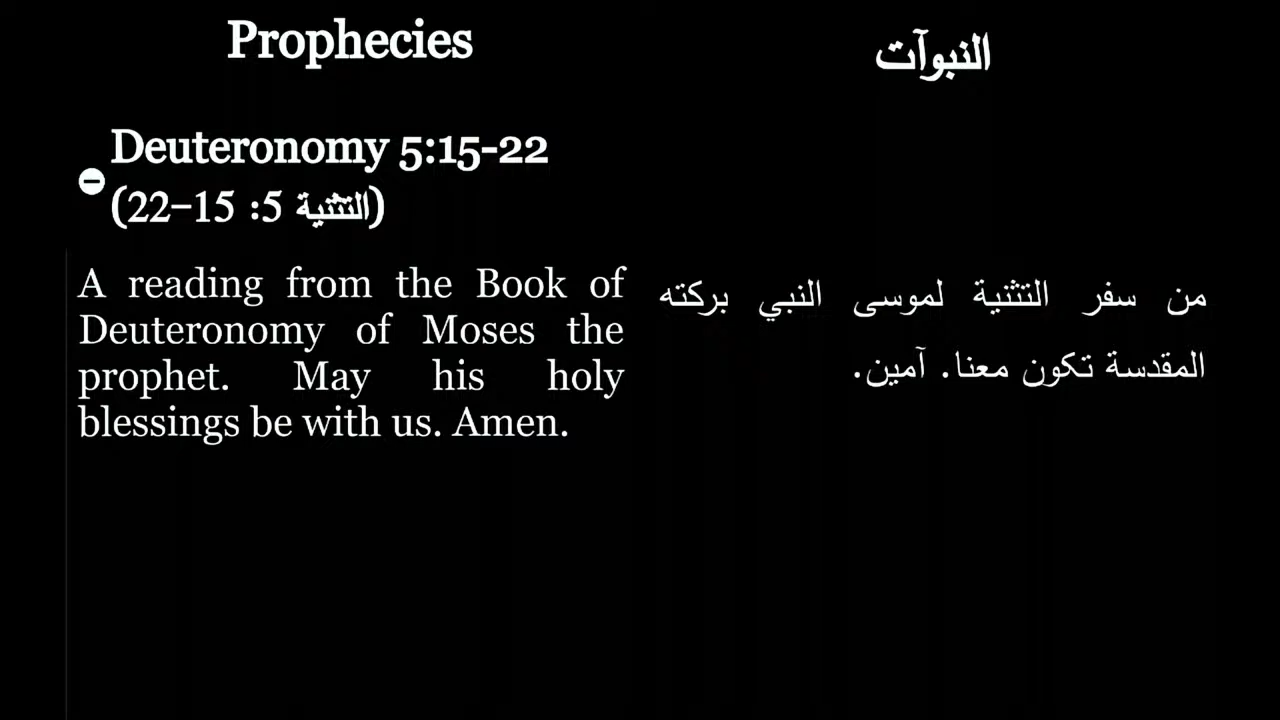 Prophecies
النبوآت
Deuteronomy 5:15-22
(التثنية 5: 15–22)
A reading from the Book of
Deuteronomy of Moses the
prophet. May his holy
blessings be with us. Amen.
من سفر التثنية لموسى النبي بركته
المقدسة تكون معنا. آمين.